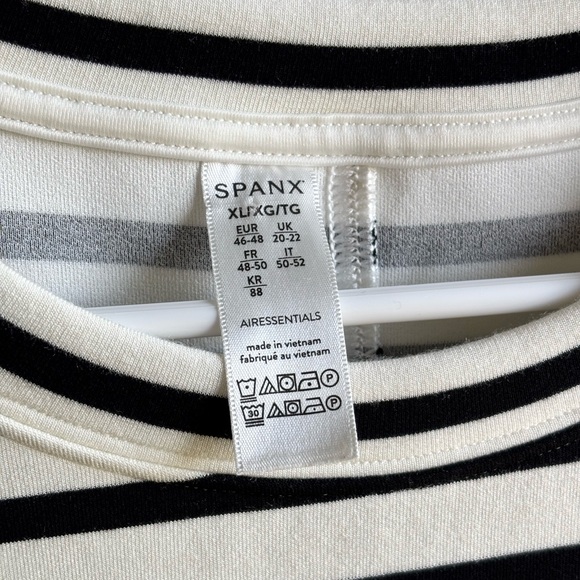 SPANX
XL/XG/TG
EUR UK
46-48 20-22
FR IT
48-50 50-52
KR
88
AIRESSENTIALS
made in vietnam
fabriqué au vietnam
P
30 P